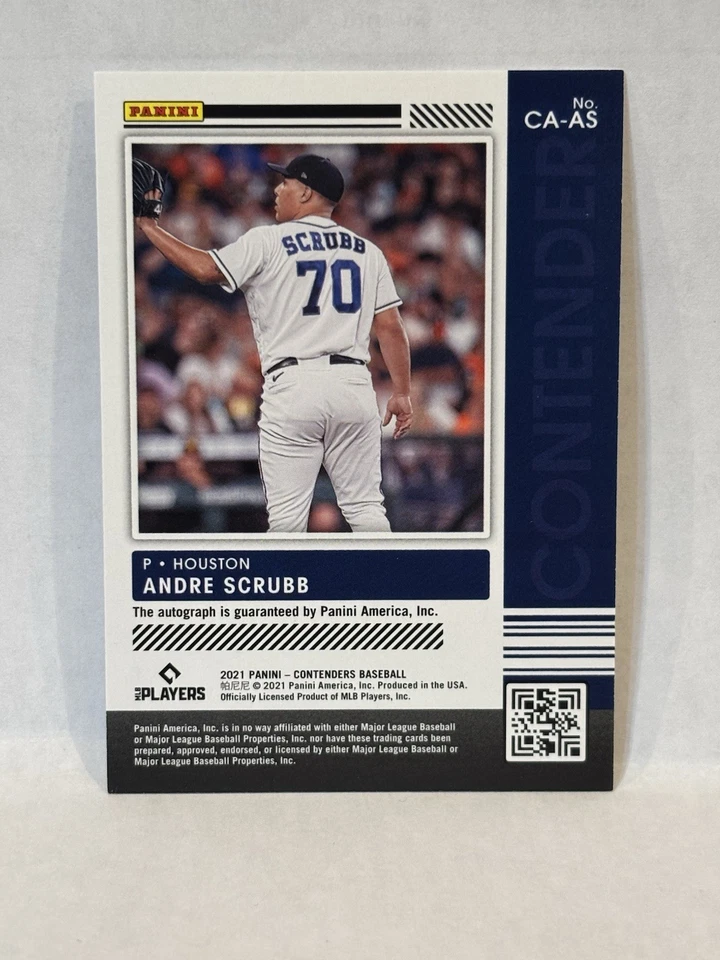 PANINI
No.
CA-AS
CONTENDERS
SCRUBB
70
P • HOUSTON
ANDRE SCRUBB
The autograph is guaranteed by Panini America, Inc.
MLB PLAYERS
2021 PANINI – CONTENDERS BASEBALL
帕尼尼 © 2021 Panini America, Inc. Produced in the USA.
Officially Licensed Product of MLB Players, Inc.
Panini America, Inc. is in no way affiliated with either Major League Baseball
or Major League Baseball Properties, Inc. nor have these trading cards been
prepared, approved, endorsed, or licensed by either Major League Baseball or
Major League Baseball Properties, Inc.